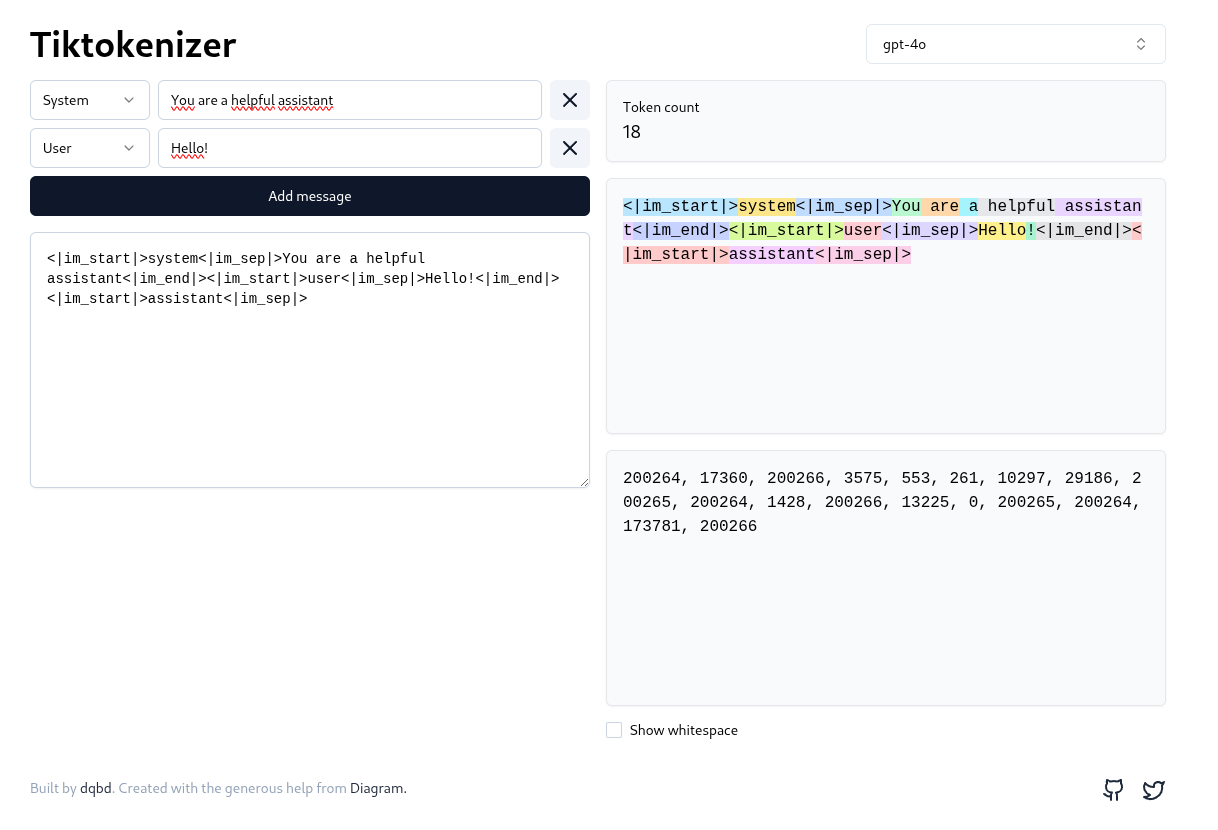 Tiktokenizer
gpt-4o
System
You are a helpful assistant
User
Hello!
Add message
<|im_start|>system<|im_sep|>You are a helpful
assistant<|im_end|><|im_start|>user<|im_sep|>Hello!<|im_end|>
<|im_start|>assistant<|im_sep|>
Token count
18
<|im_start|>system<|im_sep|>You are a helpful assistan
t<|im_end|><|im_start|>user<|im_sep|>Hello!<|im_end|><
|im_start|>assistant<|im_sep|>
200264, 17360, 200266, 3575, 553, 261, 10297, 29186, 2
00265, 200264, 1428, 200266, 13225, 0, 200265, 200264,
173781, 200266
Show whitespace
Built by dqbd. Created with the generous help from Diagram.